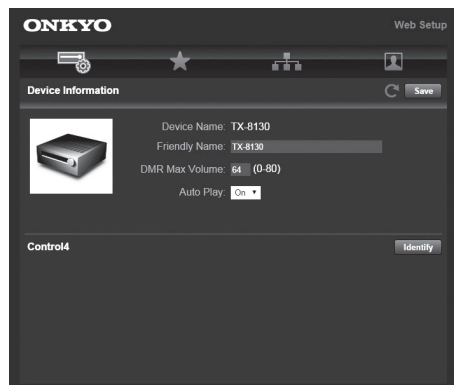 ONKYO Web Setup
Device Information Save
Device Name: TX-8130
Friendly Name: TX-8130
DMR Max Volume: 64 (0-80)
Auto Play: On
Control4 Identify